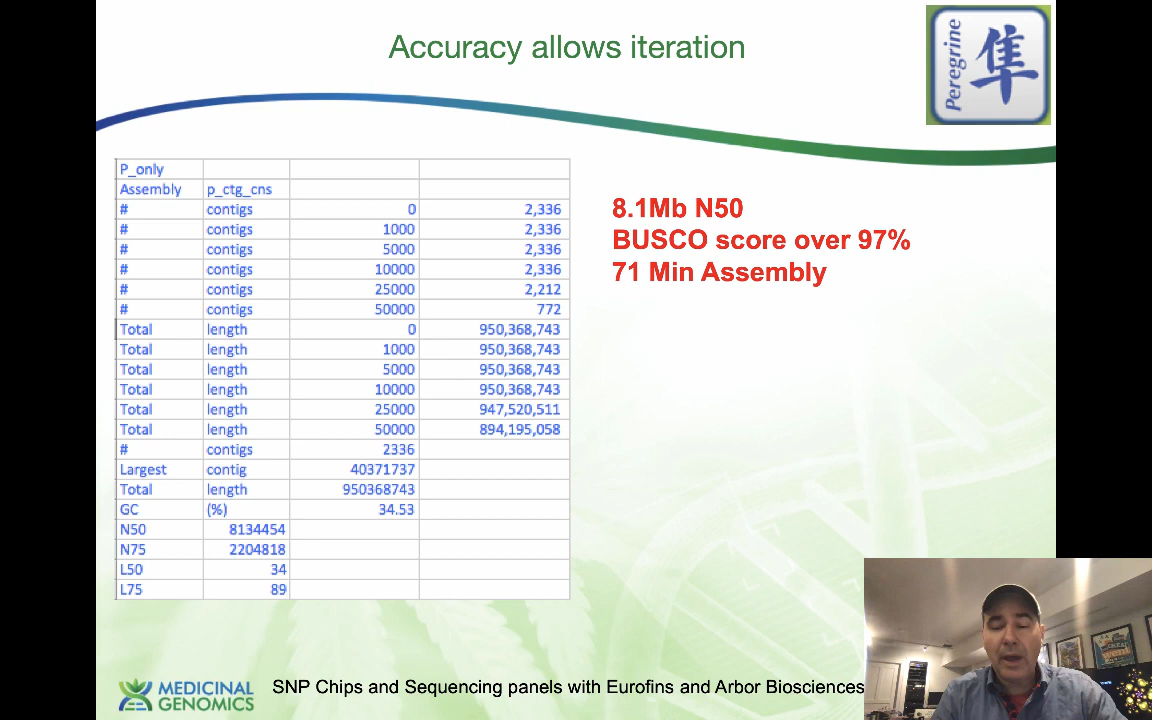 Accuracy allows iteration
Peregrine
隼
P_only
Assembly p_ctg_cns
# contigs 0 2,336
# contigs 1000 2,336
# contigs 5000 2,336
# contigs 10000 2,336
# contigs 25000 2,212
# contigs 50000 772
Total length 0 950,368,743
Total length 1000 950,368,743
Total length 5000 950,368,743
Total length 10000 950,368,743
Total length 25000 947,520,511
Total length 50000 894,195,058
# contigs 2336
Largest contig 40371737
Total length 950368743
GC (%) 34.53
N50 8134454
N75 2204818
L50 34
L75 89
8.1Mb N50
BUSCO score over 97%
71 Min Assembly
MEDICINAL
GENOMICS
SNP Chips and Sequencing panels with Eurofins and Arbor Biosciences